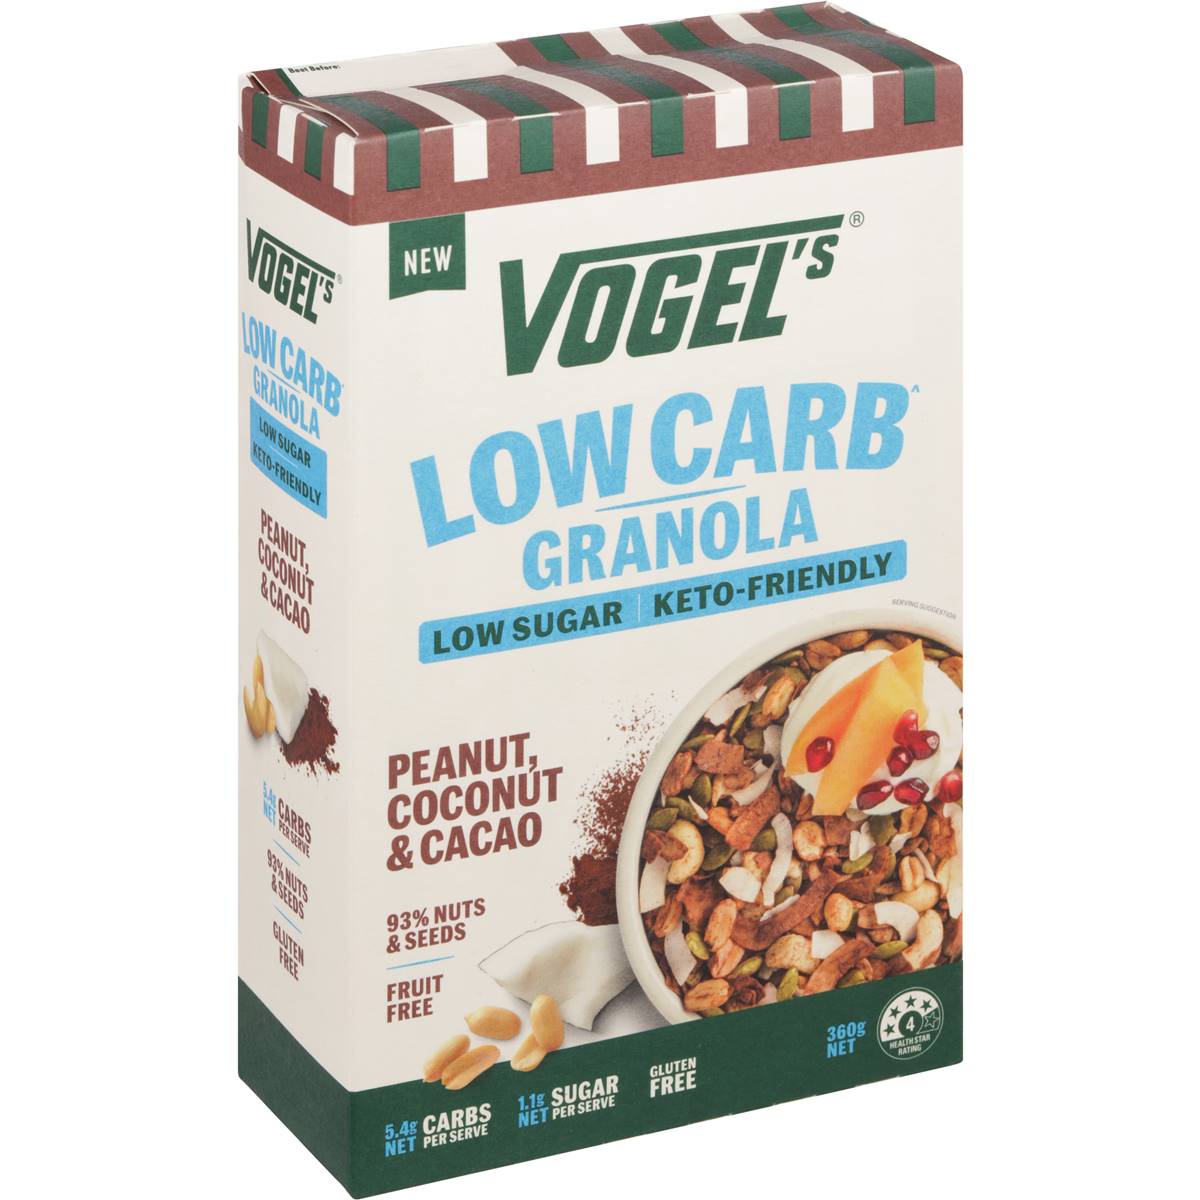 Best Before:
NEW
VOGEL'S®
LOW CARB^
GRANOLA
LOW SUGAR | KETO-FRIENDLY
SERVING SUGGESTION
PEANUT,
COCONUT
& CACAO
93% NUTS
& SEEDS
FRUIT
FREE
5.4g NET CARBS PER SERVE
1.1g NET SUGAR PER SERVE
GLUTEN
FREE
360g
NET
4
HEALTH STAR
RATING
VOGEL'S®
LOW CARB^
GRANOLA
LOW SUGAR
KETO-FRIENDLY
PEANUT,
COCONUT
& CACAO
5.4g NET CARBS PER SERVE
93% NUTS
& SEEDS
GLUTEN
FREE